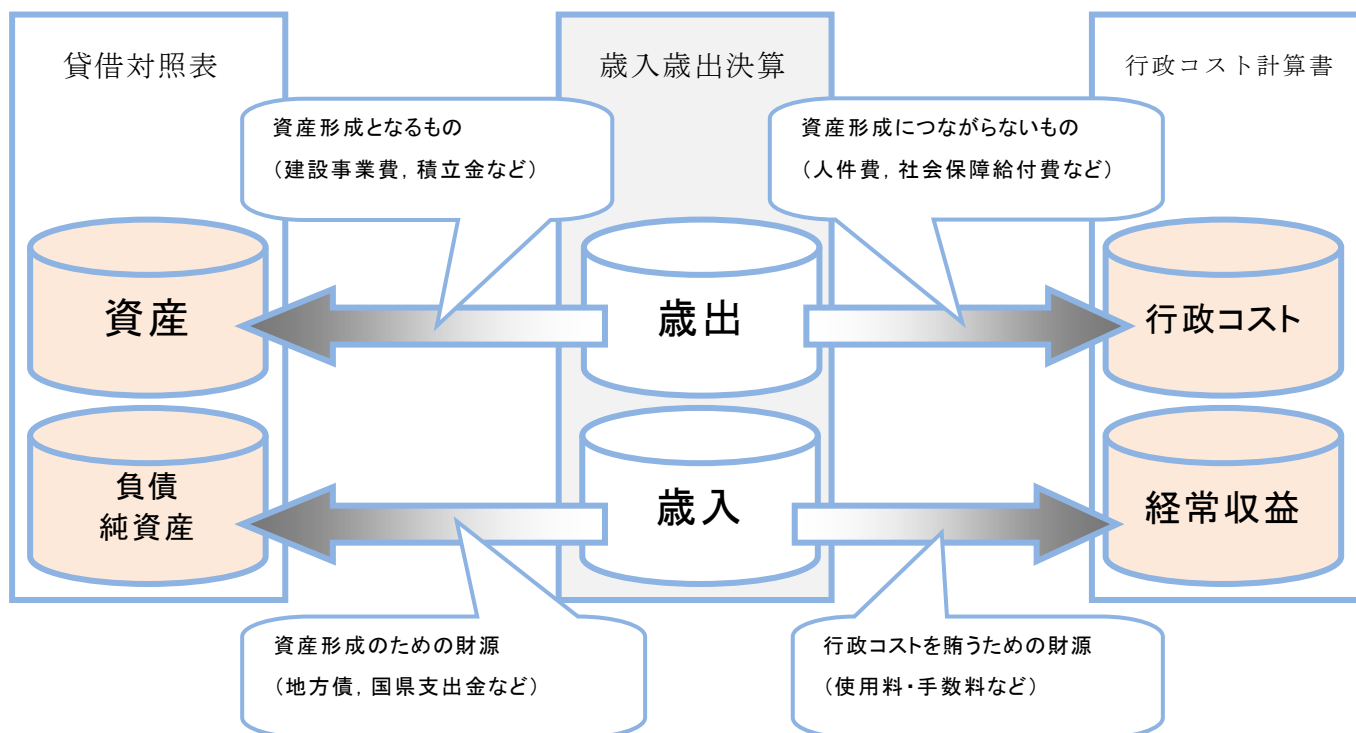 貸借対照表
歳入歳出決算
行政コスト計算書
資産形成となるもの
（建設事業費, 積立金など）
資産形成につながらないもの
（人件費, 社会保障給付費など）
資産
歳出
行政コスト
負債
純資産
歳入
経常収益
資産形成のための財源
（地方債, 国県支出金など）
行政コストを賄うための財源
（使用料・手数料など）